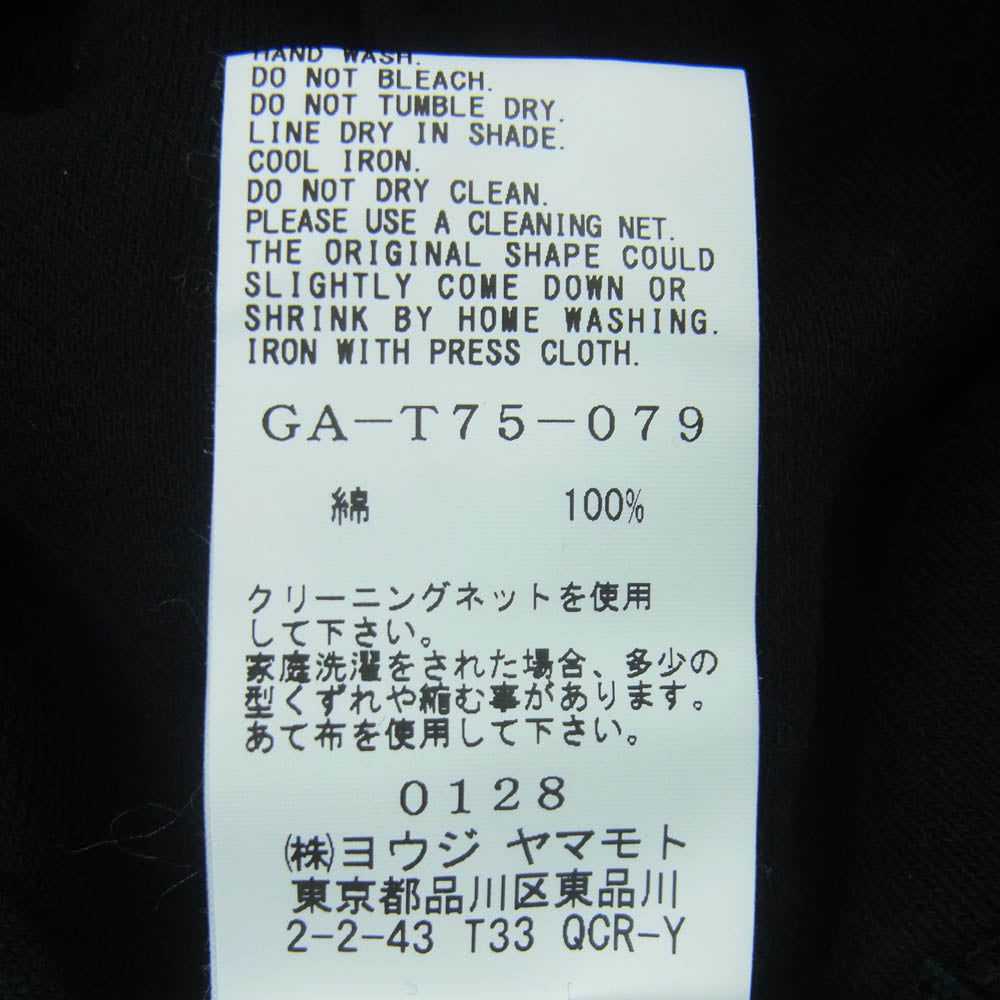 HAND WASH.
DO NOT BLEACH.
DO NOT TUMBLE DRY.
LINE DRY IN SHADE.
COOL IRON.
DO NOT DRY CLEAN.
PLEASE USE A CLEANING NET.
THE ORIGINAL SHAPE COULD
SLIGHTLY COME DOWN OR
SHRINK BY HOME WASHING.
IRON WITH PRESS CLOTH.
GA-T75-079
綿 100%
クリーニングネットを使用
して下さい。
家庭洗濯をされた場合、多少の
型くずれや縮む事があります。
あて布を使用して下さい。
0128
㈱ヨウジ ヤマモト
東京都品川区東品川
2-2-43 T33 QCR-Y